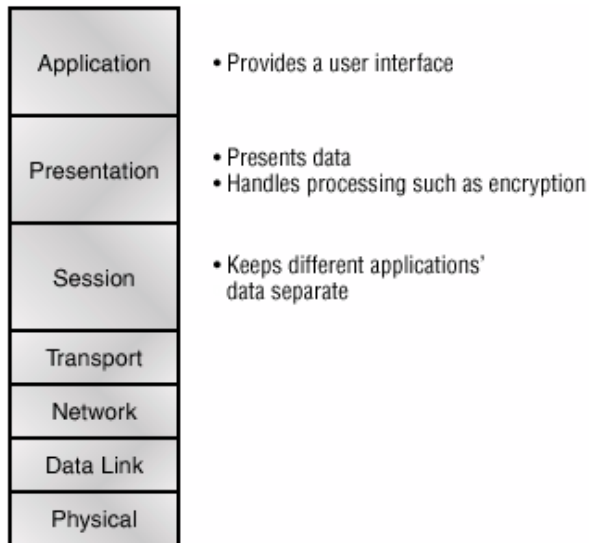 Application
• Provides a user interface
Presentation
• Presents data
• Handles processing such as encryption
Session
• Keeps different applications’
data separate
Transport
Network
Data Link
Physical